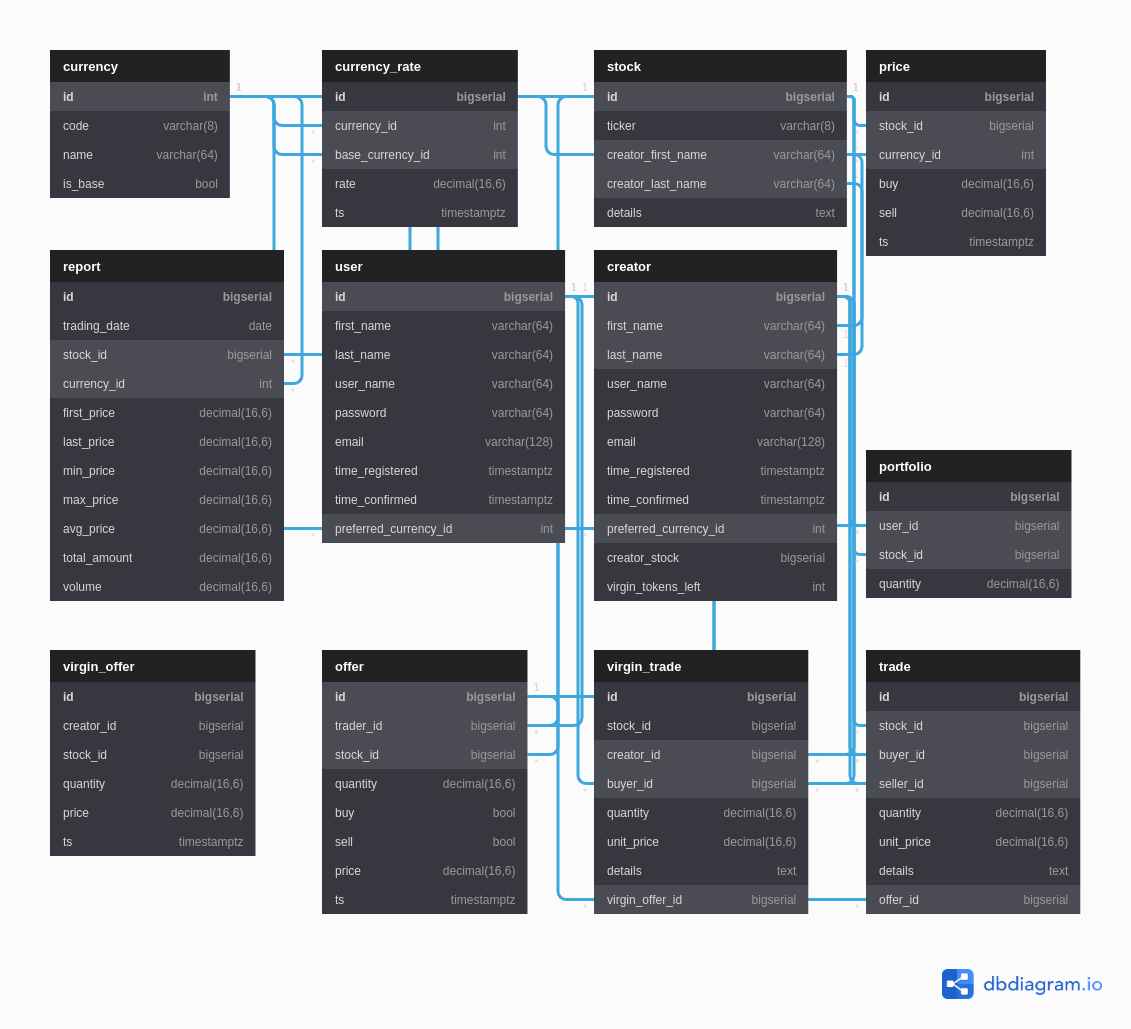 currency
id int
code varchar(8)
name varchar(64)
is_base bool
currency_rate
id bigserial
currency_id int
base_currency_id int
rate decimal(16,6)
ts timestamptz
stock
id bigserial
ticker varchar(8)
creator_first_name varchar(64)
creator_last_name varchar(64)
details text
price
id bigserial
stock_id bigserial
currency_id int
buy decimal(16,6)
sell decimal(16,6)
ts timestamptz
report
id bigserial
trading_date date
stock_id bigserial
currency_id int
first_price decimal(16,6)
last_price decimal(16,6)
min_price decimal(16,6)
max_price decimal(16,6)
avg_price decimal(16,6)
total_amount decimal(16,6)
volume decimal(16,6)
user
id bigserial
first_name varchar(64)
last_name varchar(64)
user_name varchar(64)
password varchar(64)
email varchar(128)
time_registered timestamptz
time_confirmed timestamptz
preferred_currency_id int
creator
id bigserial
first_name varchar(64)
last_name varchar(64)
user_name varchar(64)
password varchar(64)
email varchar(128)
time_registered timestamptz
time_confirmed timestamptz
preferred_currency_id int
creator_stock bigserial
virgin_tokens_left int
portfolio
id bigserial
user_id bigserial
stock_id bigserial
quantity decimal(16,6)
virgin_offer
id bigserial
creator_id bigserial
stock_id bigserial
quantity decimal(16,6)
price decimal(16,6)
ts timestamptz
offer
id bigserial
trader_id bigserial
stock_id bigserial
quantity decimal(16,6)
buy bool
sell bool
price decimal(16,6)
ts timestamptz
virgin_trade
id bigserial
stock_id bigserial
creator_id bigserial
buyer_id bigserial
quantity decimal(16,6)
unit_price decimal(16,6)
details text
virgin_offer_id bigserial
trade
id bigserial
stock_id bigserial
buyer_id bigserial
seller_id bigserial
quantity decimal(16,6)
unit_price decimal(16,6)
details text
offer_id bigserial
dbdiagram.io